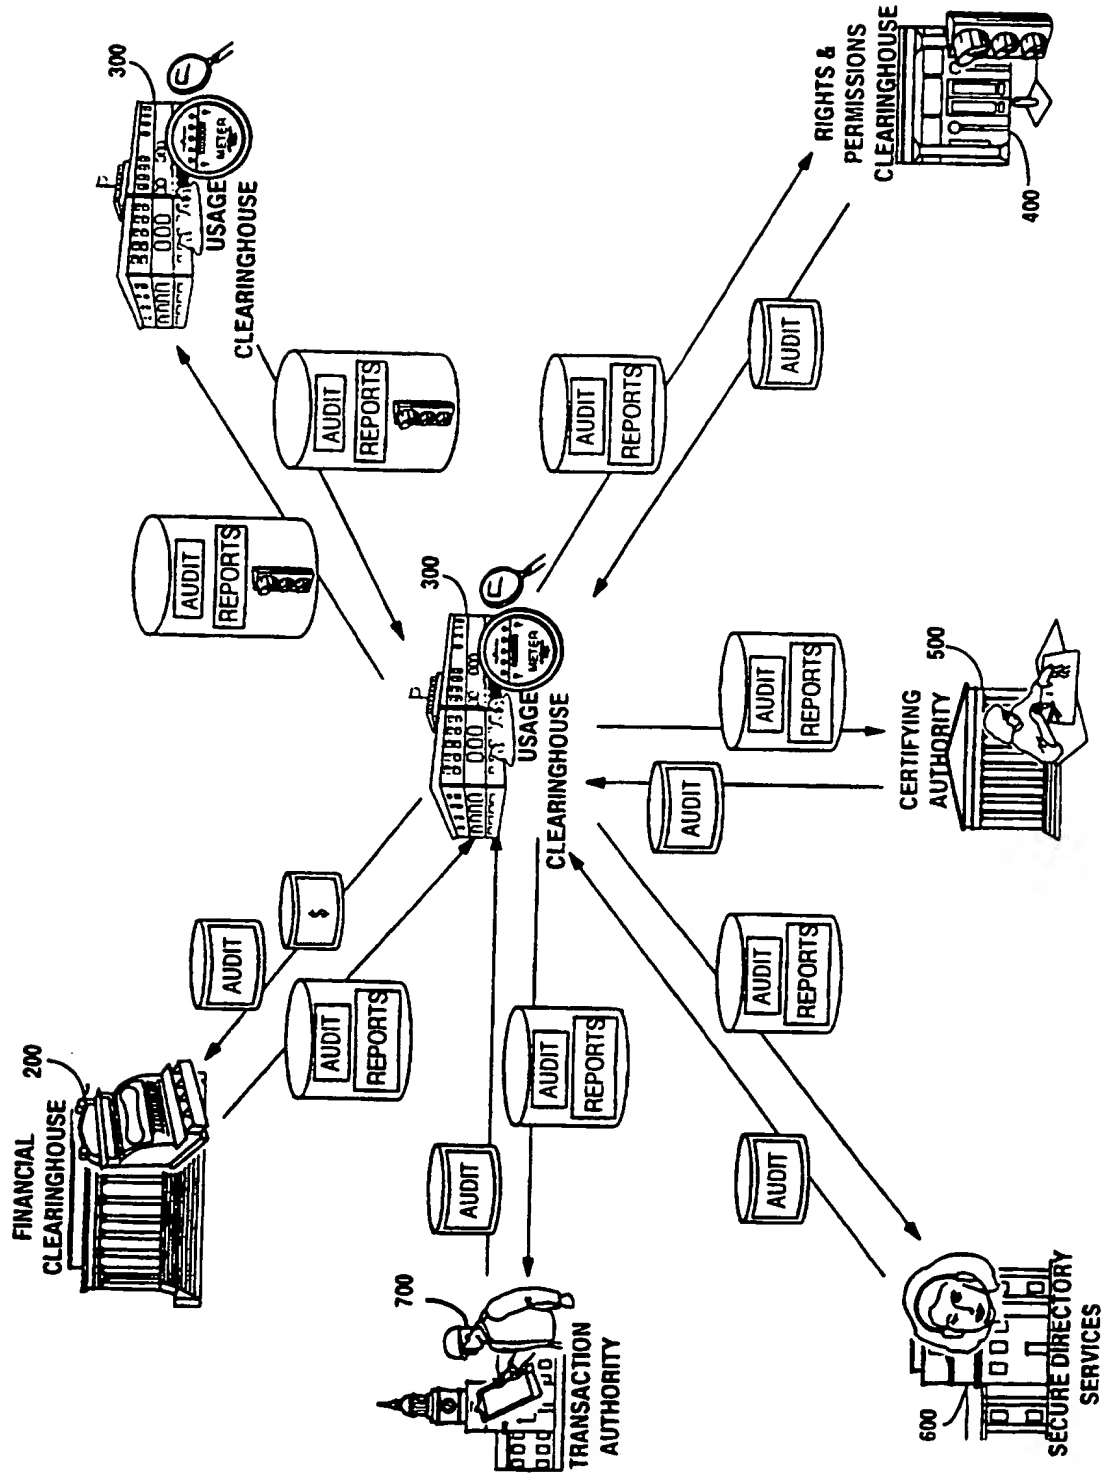 FINANCIAL
CLEARINGHOUSE
200
300
METER
USAGE
CLEARINGHOUSE
AUDIT
REPORTS
AUDIT
$
AUDIT
REPORTS
AUDIT
REPORTS
700
300
AUDIT
METER
USAGE
CLEARINGHOUSE
AUDIT
REPORTS
TRANSACTION
AUTHORITY
AUDIT
REPORTS
AUDIT
AUDIT
REPORTS
AUDIT
REPORTS
AUDIT
AUDIT
RIGHTS &
PERMISSIONS
CLEARINGHOUSE
400
CERTIFYING
AUTHORITY
500
600
SECURE DIRECTORY
SERVICES